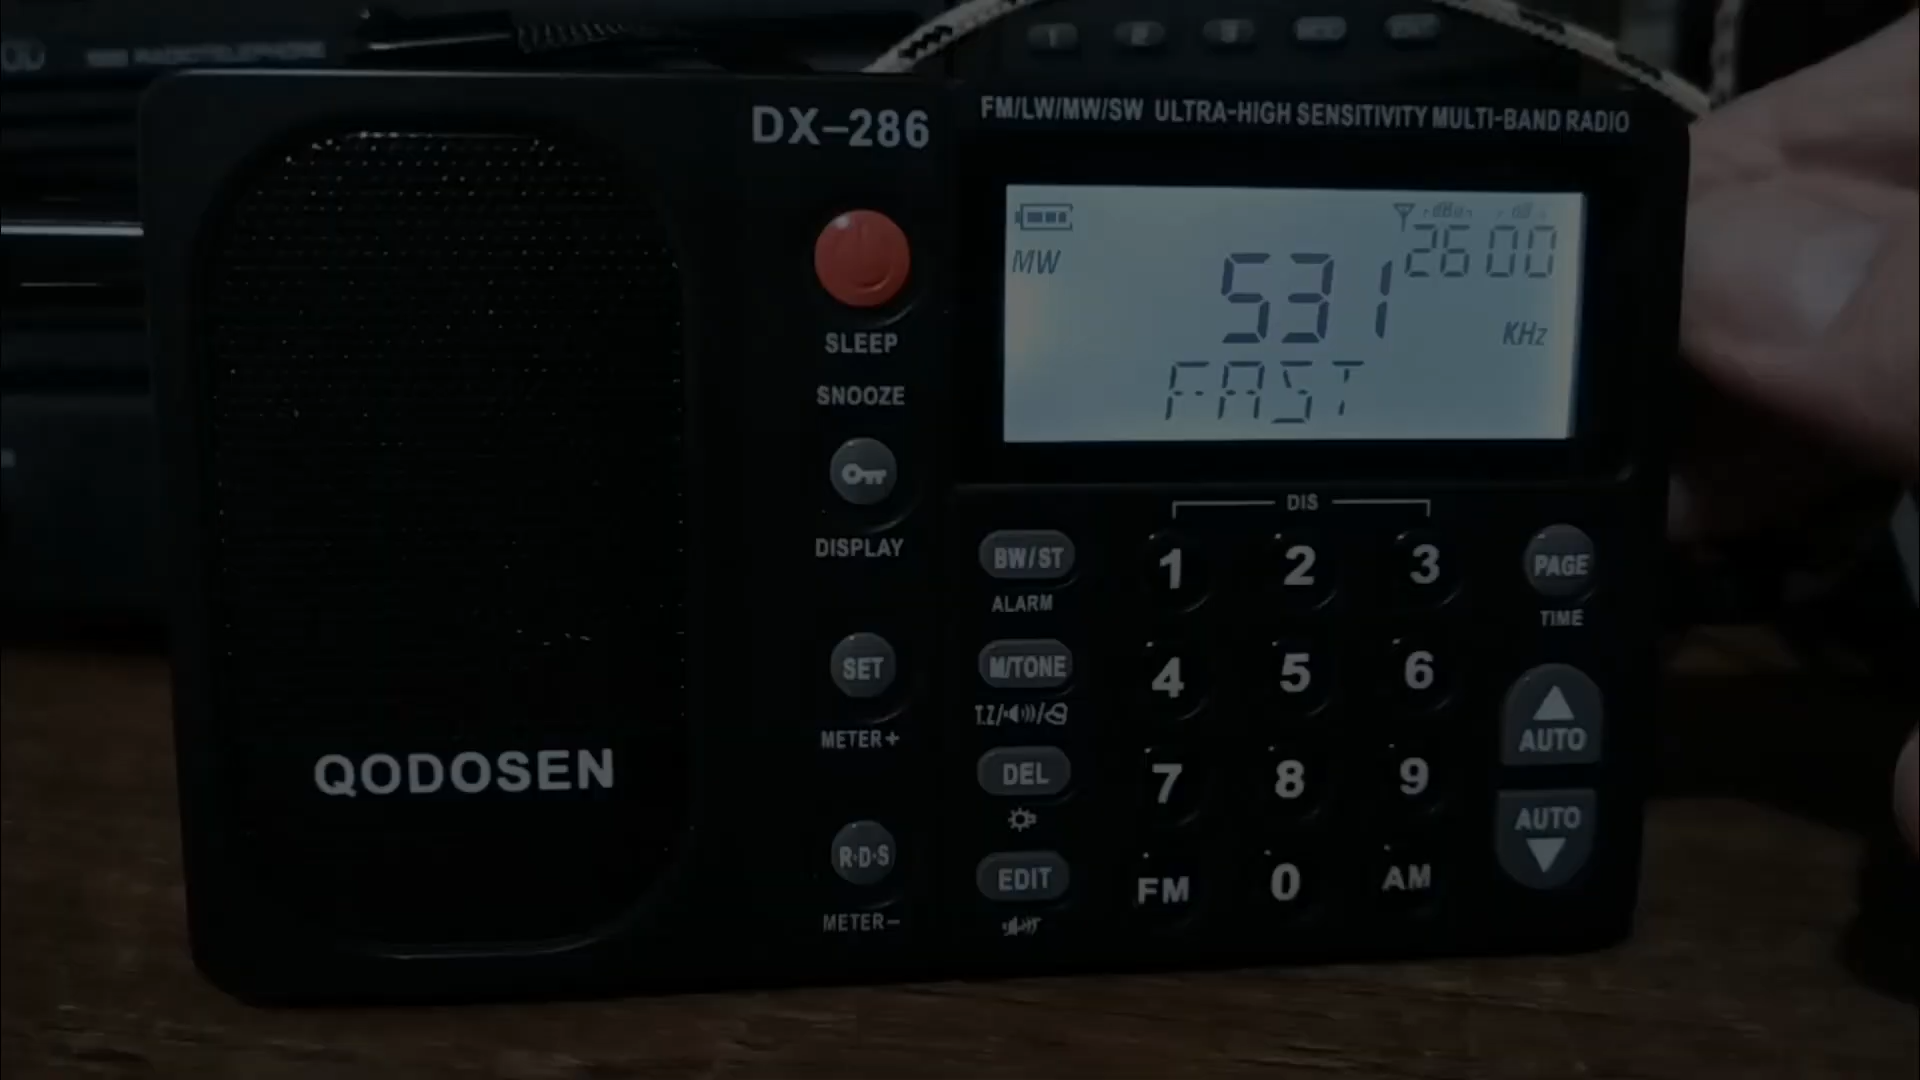 RADIOTELEPHONE
DX-286
FM/LW/MW/SW ULTRA-HIGH SENSITIVITY MULTI-BAND RADIO
MW
531
2600
KHz
FAST
SLEEP
SNOOZE
DISPLAY
SET
METER+
R·D·S
METER-
QODOSEN
DIS
BW/ST
ALARM
M/TONE
T.Z/
DEL
EDIT
1 2 3
4 5 6
7 8 9
FM 0 AM
PAGE
TIME
AUTO
AUTO